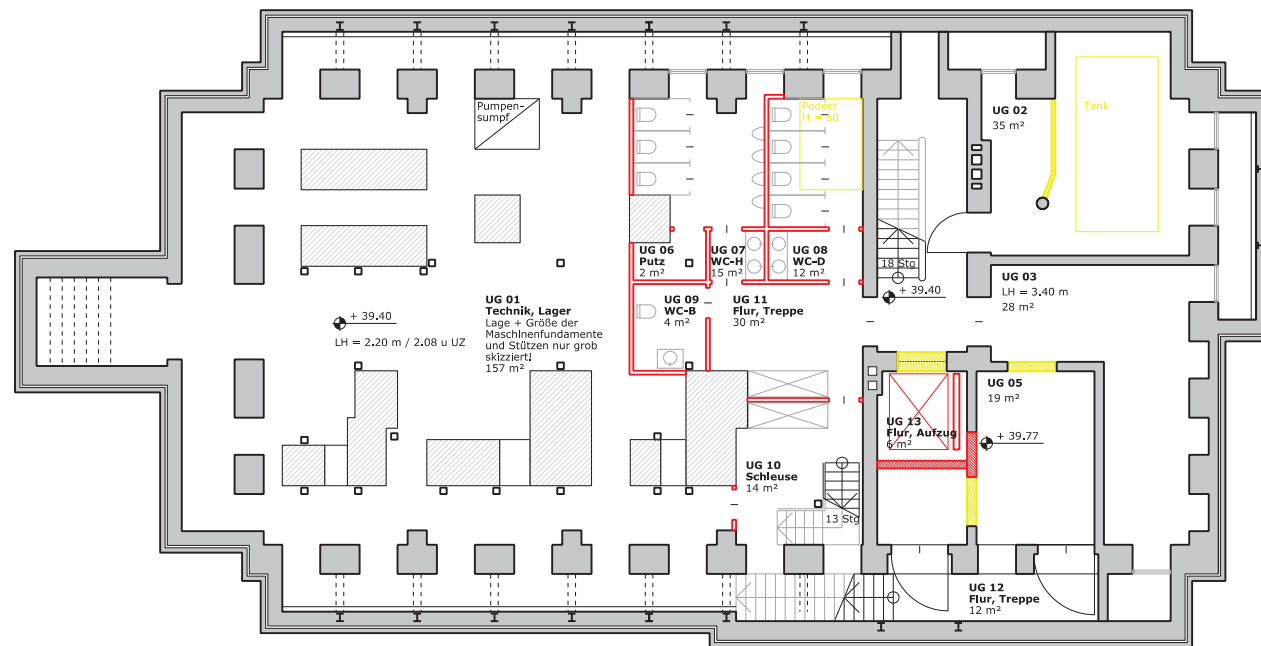 Pumpen-
sumpf
Podest
H = 60
UG 02
35 m²
Tank
UG 06
Putz
2 m²
UG 07
WC-H
15 m²
UG 08
WC-D
12 m²
18 Stg
UG 03
LH = 3.40 m
28 m²
UG 01
Technik, Lager
Lage + Größe der
Maschinenfundamente
und Stützen nur grob
skizziert!
157 m²
+ 39.40
LH = 2.20 m / 2.08 u UZ
UG 09
WC-B
4 m²
UG 11
Flur, Treppe
30 m²
+ 39.40
UG 05
19 m²
UG 13
Flur, Aufzug
6 m²
+ 39.77
UG 10
Schleuse
14 m²
13 Stg
UG 12
Flur, Treppe
12 m²